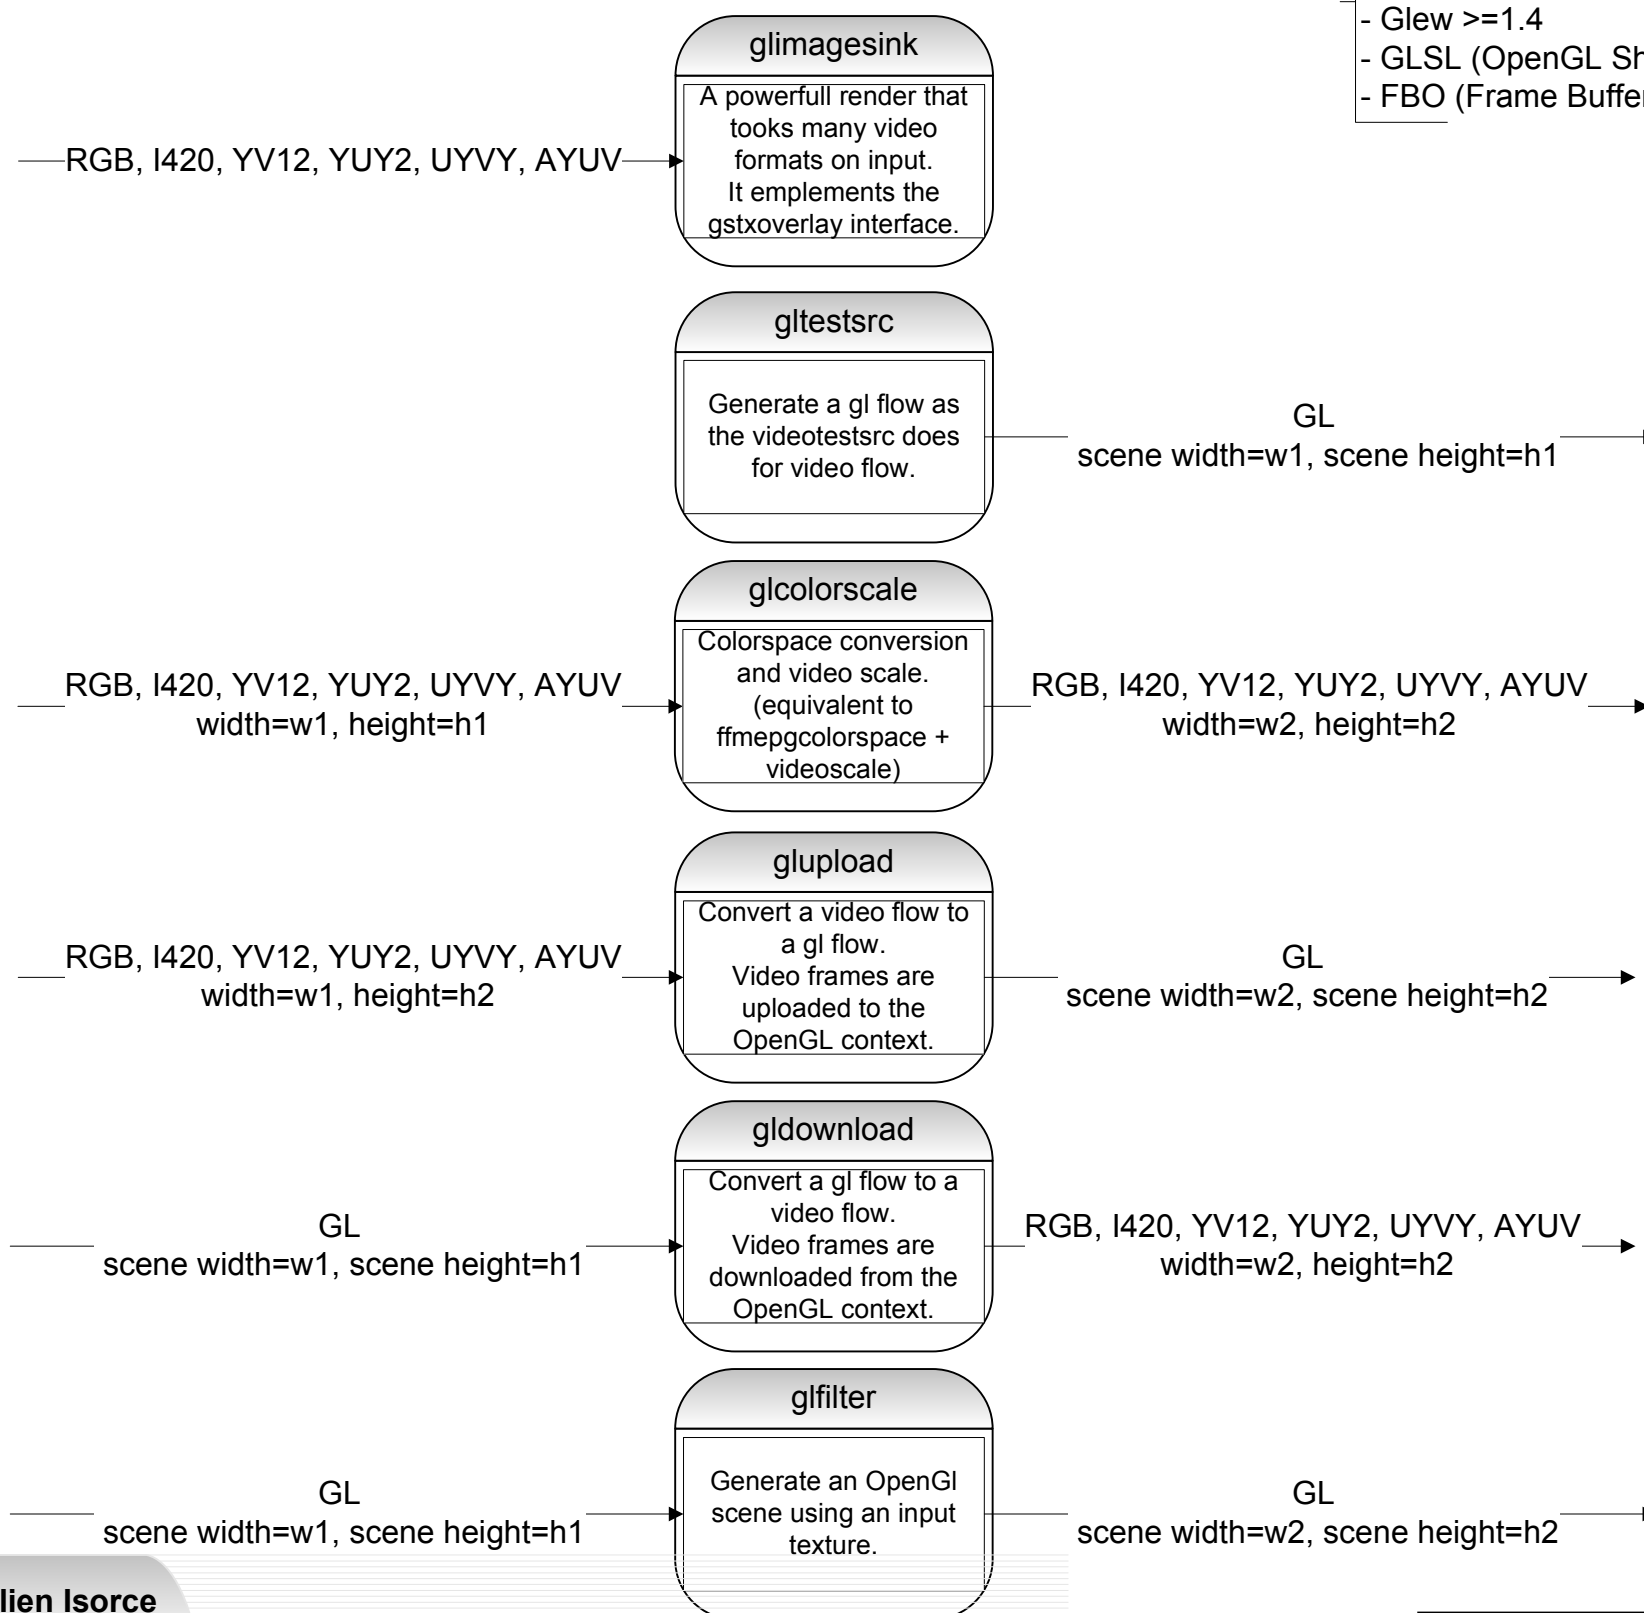 - Glew >=1.4
- GLSL (OpenGL Sh
- FBO (Frame Buffer
glimagesink
A powerfull render that
tooks many video
formats on input.
It emplements the
gstxoverlay interface.
RGB, I420, YV12, YUY2, UYVY, AYUV
gltestsrc
Generate a gl flow as
the videotestsrc does
for video flow.
GL
scene width=w1, scene height=h1
glcolorscale
RGB, I420, YV12, YUY2, UYVY, AYUV
width=w1, height=h1
Colorspace conversion
and video scale.
(equivalent to
ffmepgcolorspace +
videoscale)
RGB, I420, YV12, YUY2, UYVY, AYUV
width=w2, height=h2
glupload
RGB, I420, YV12, YUY2, UYVY, AYUV
width=w1, height=h2
Convert a video flow to
a gl flow.
Video frames are
uploaded to the
OpenGL context.
GL
scene width=w2, scene height=h2
gldownload
GL
scene width=w1, scene height=h1
Convert a gl flow to a
video flow.
Video frames are
downloaded from the
OpenGL context.
RGB, I420, YV12, YUY2, UYVY, AYUV
width=w2, height=h2
glfilter
GL
scene width=w1, scene height=h1
Generate an OpenGl
scene using an input
texture.
GL
scene width=w2, scene height=h2
lien Isorce